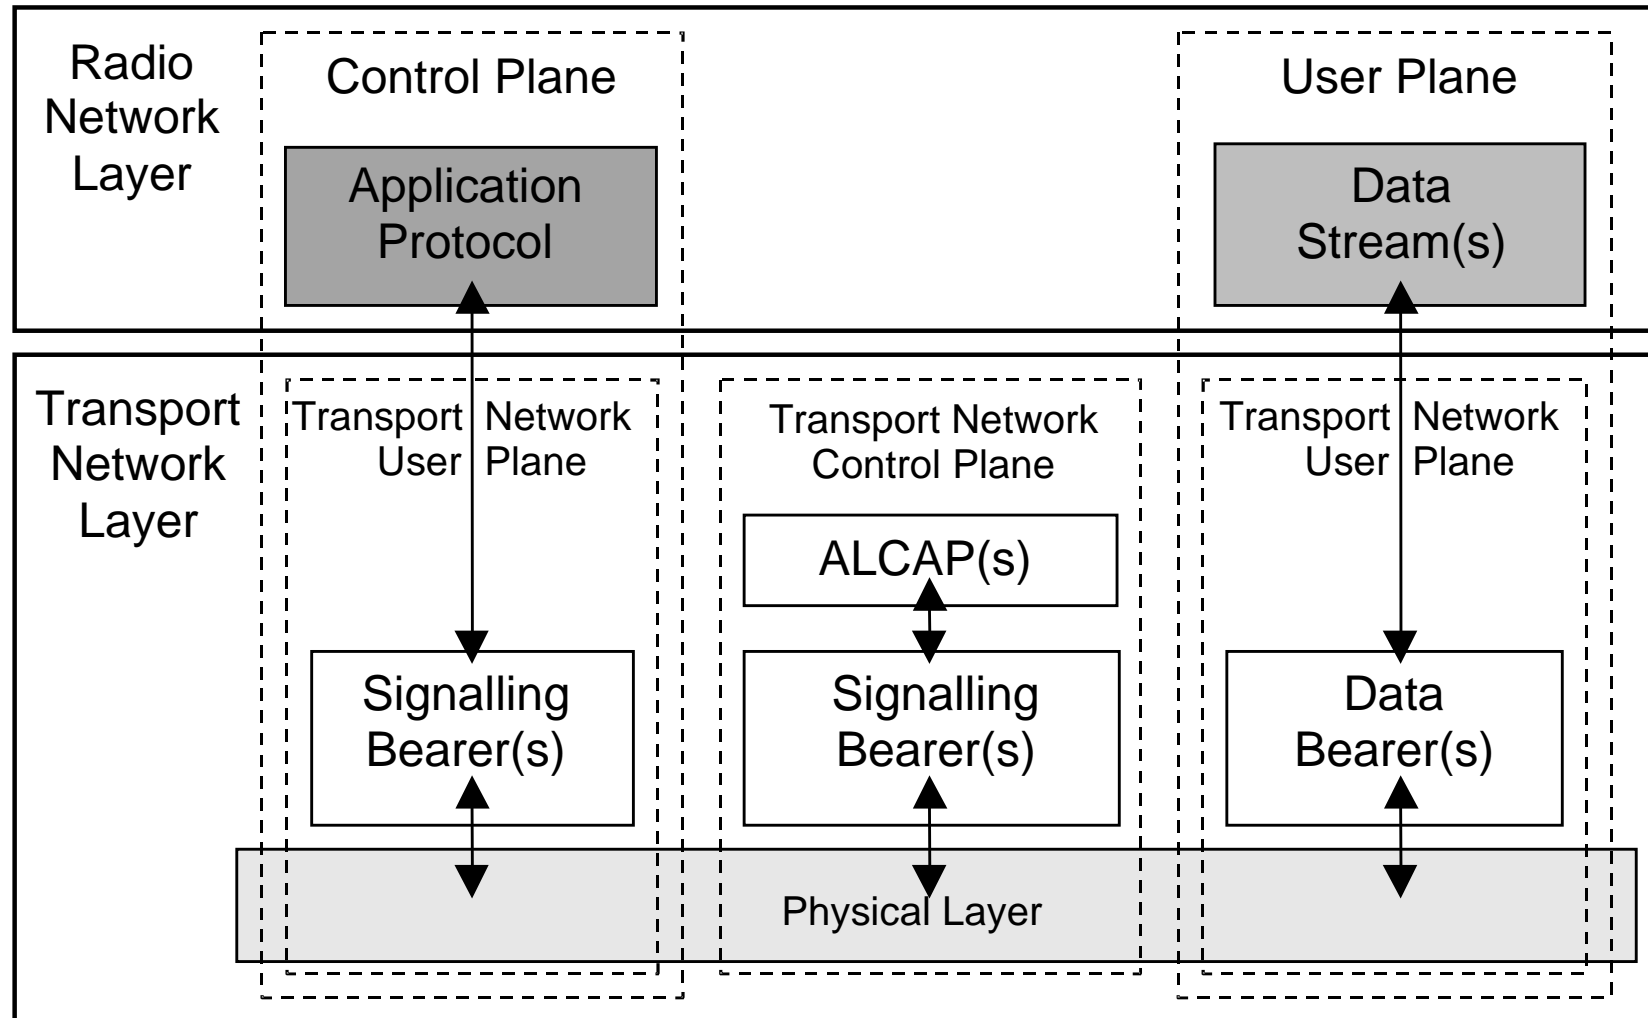 Radio
Network
Layer
Control Plane
User Plane
Application
Protocol
Data
Stream(s)
Transport
Network
Layer
Transport Network
User Plane
Transport Network
Control Plane
Transport Network
User Plane
ALCAP(s)
Signalling
Bearer(s)
Signalling
Bearer(s)
Data
Bearer(s)
Physical Layer